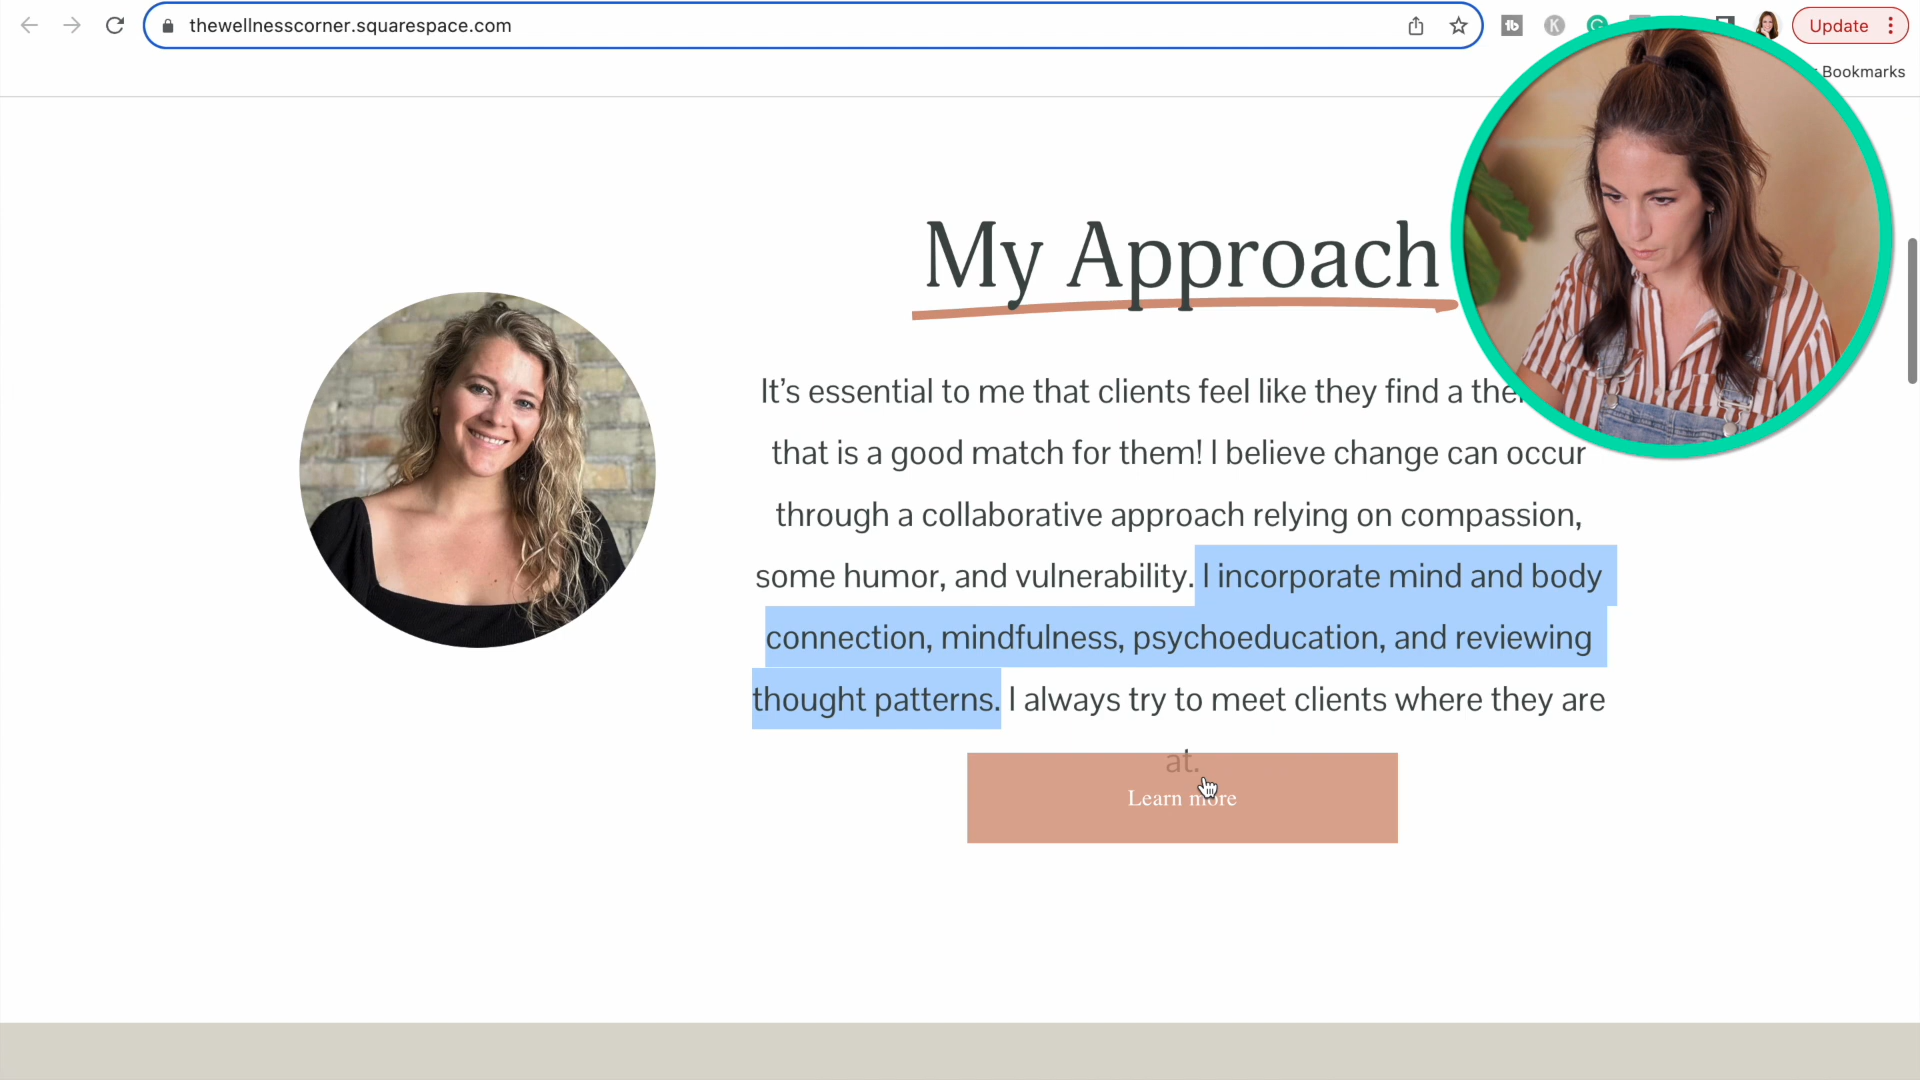 thewellnesscorner.squarespace.com
Update
Bookmarks
My Approach
It's essential to me that clients feel like they find a
that is a good match for them! I believe change can occur
through a collaborative approach relying on compassion,
some humor, and vulnerability. I incorporate mind and body
connection, mindfulness, psychoeducation, and reviewing
thought patterns. I always try to meet clients where they are
at.
Learn more